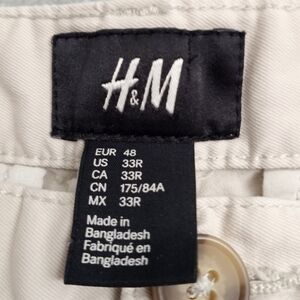 H&M
EUR 48
US 33R
CA 33R
CN 175/84A
MX 33R
Made in
Bangladesh
Fabriqué en
Bangladesh